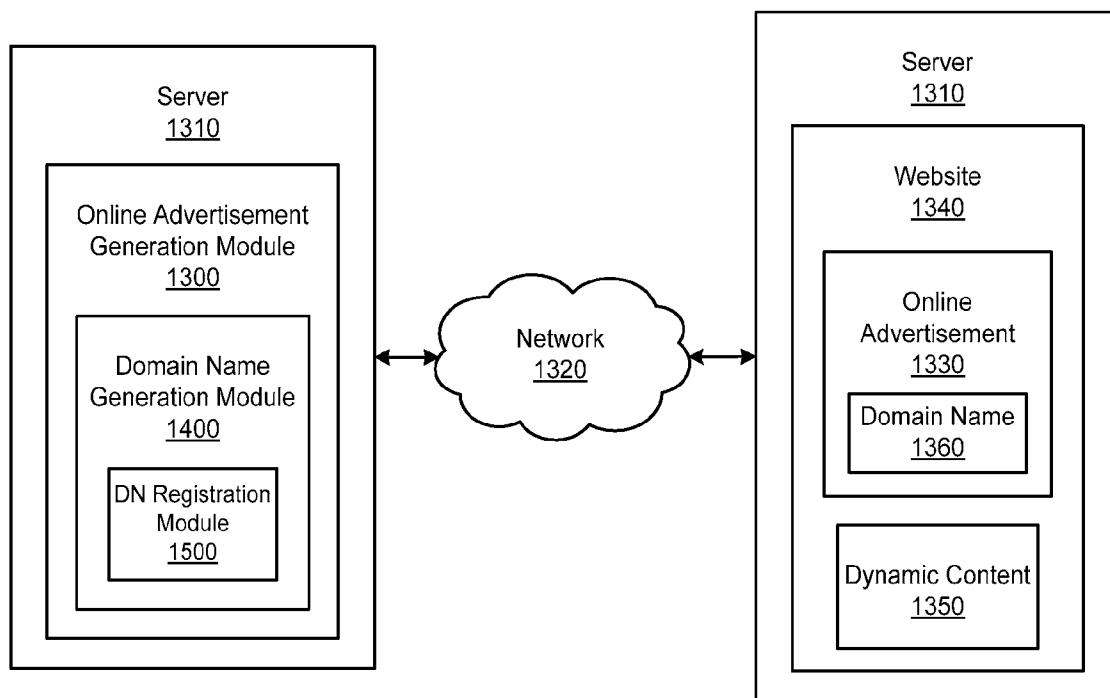 Server
1310
Online Advertisement
Generation Module
1300
Domain Name
Generation Module
1400
DN Registration
Module
1500
Network
1320
Server
1310
Website
1340
Online
Advertisement
1330
Domain Name
1360
Dynamic Content
1350